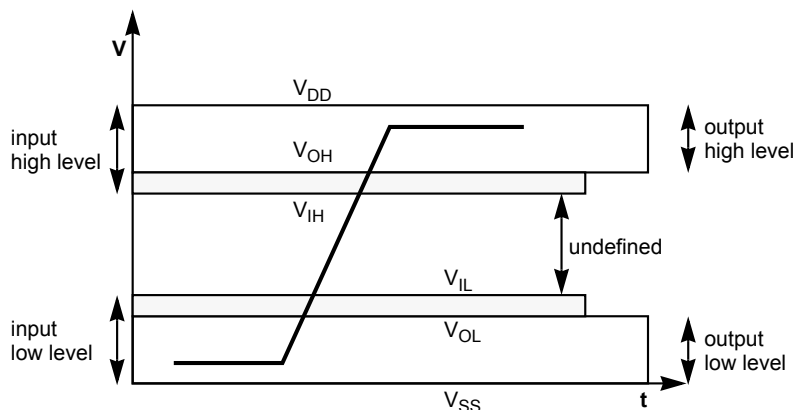 V
V_DD
input
high level
output
high level
V_OH
V_IH
undefined
V_IL
input
low level
V_OL
output
low level
V_SS
t